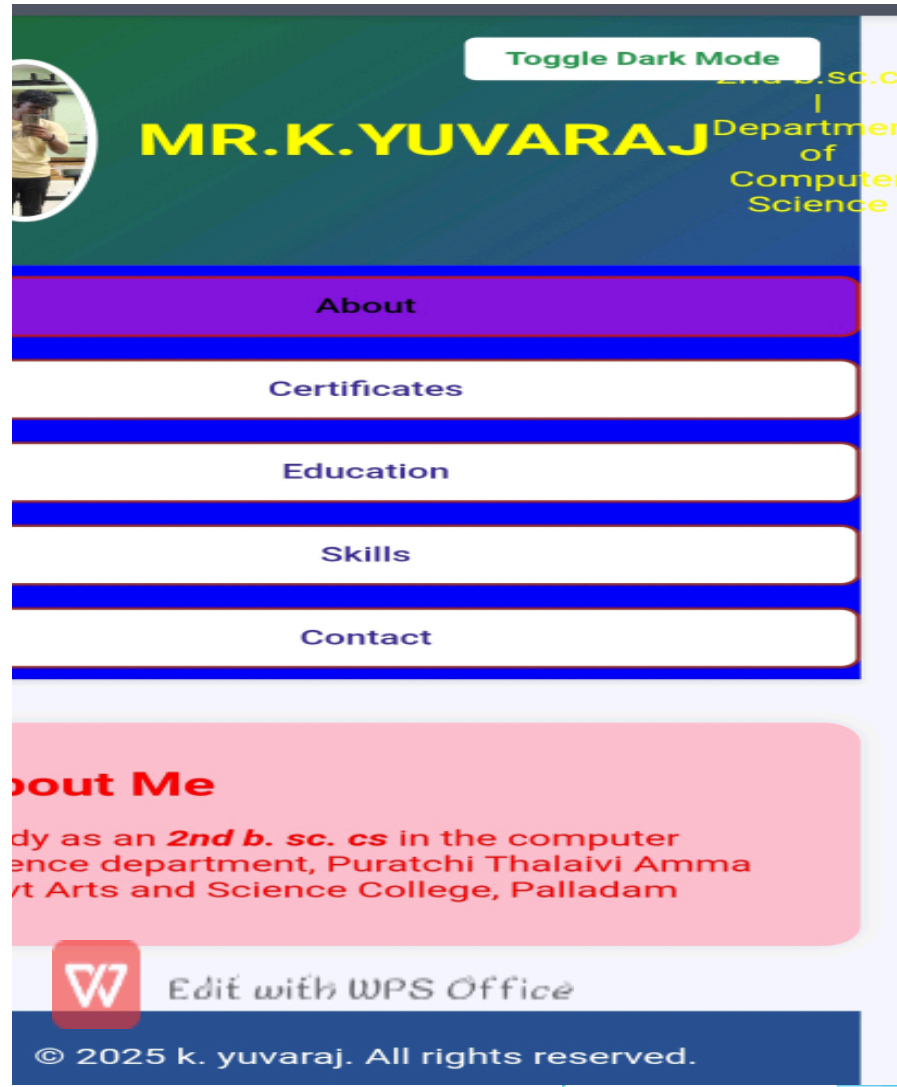 Toggle Dark Mode
MR.K.YUVARAJ
2nd b.sc.c
|
Departmen
of
Computer
Science
About
Certificates
Education
Skills
Contact
bout Me
dy as an 2nd b. sc. cs in the computer
ence department, Puratchi Thalaivi Amma
vt Arts and Science College, Palladam
Edit with WPS Office
© 2025 k. yuvaraj. All rights reserved.